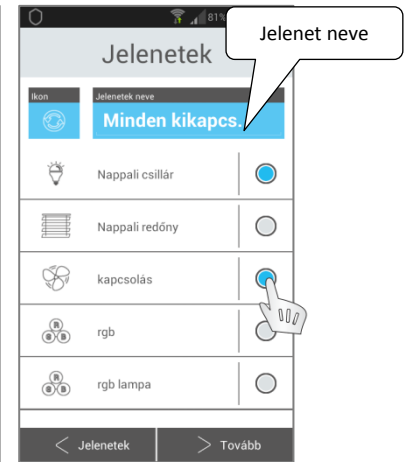 81%
Jelenet neve
Jelenetek
Ikon
Jelenetek neve
Minden kikapcs.
Nappali csillár
Nappali redőny
kapcsolás
R
G B
rgb
R
G B
rgb lampa
< Jelenetek
> Tovább